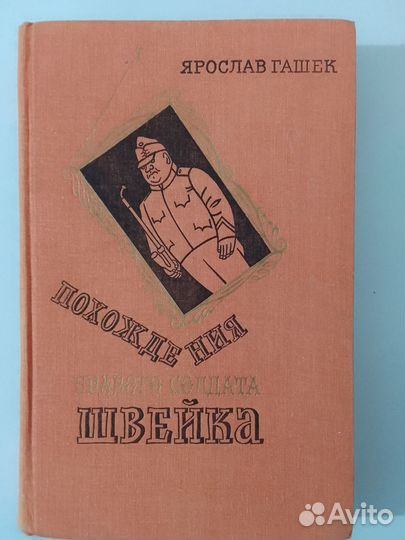 ЯРОСЛАВ ГАШЕК
ПОХОЖДЕНИЯ
БРАВОГО СОЛДАТА
ШВЕЙКА
Avito